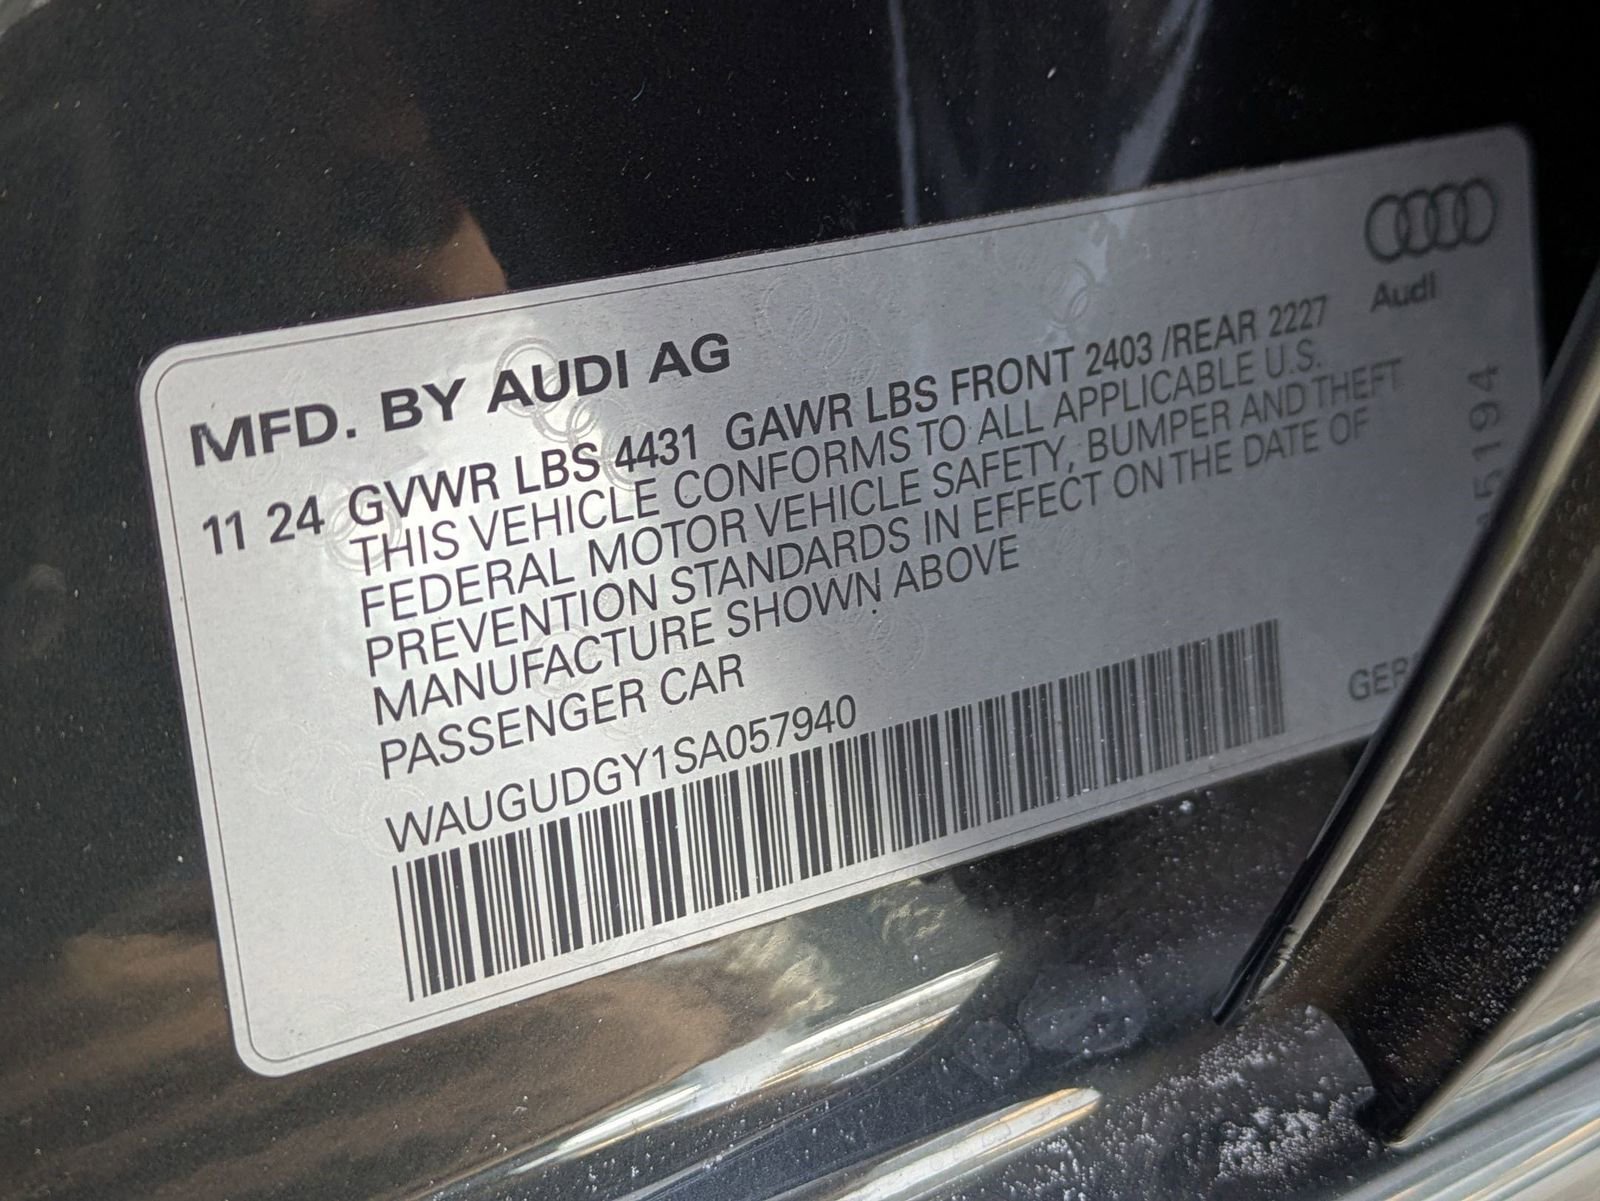 Audi
MFD. BY AUDI AG
11 24 GVWR LBS 4431 GAWR LBS FRONT 2403 /REAR 2227
THIS VEHICLE CONFORMS TO ALL APPLICABLE U.S.
FEDERAL MOTOR VEHICLE SAFETY, BUMPER AND THEFT
PREVENTION STANDARDS IN EFFECT ON THE DATE OF
MANUFACTURE SHOWN ABOVE
PASSENGER CAR
WAUGUDGY1SA057940